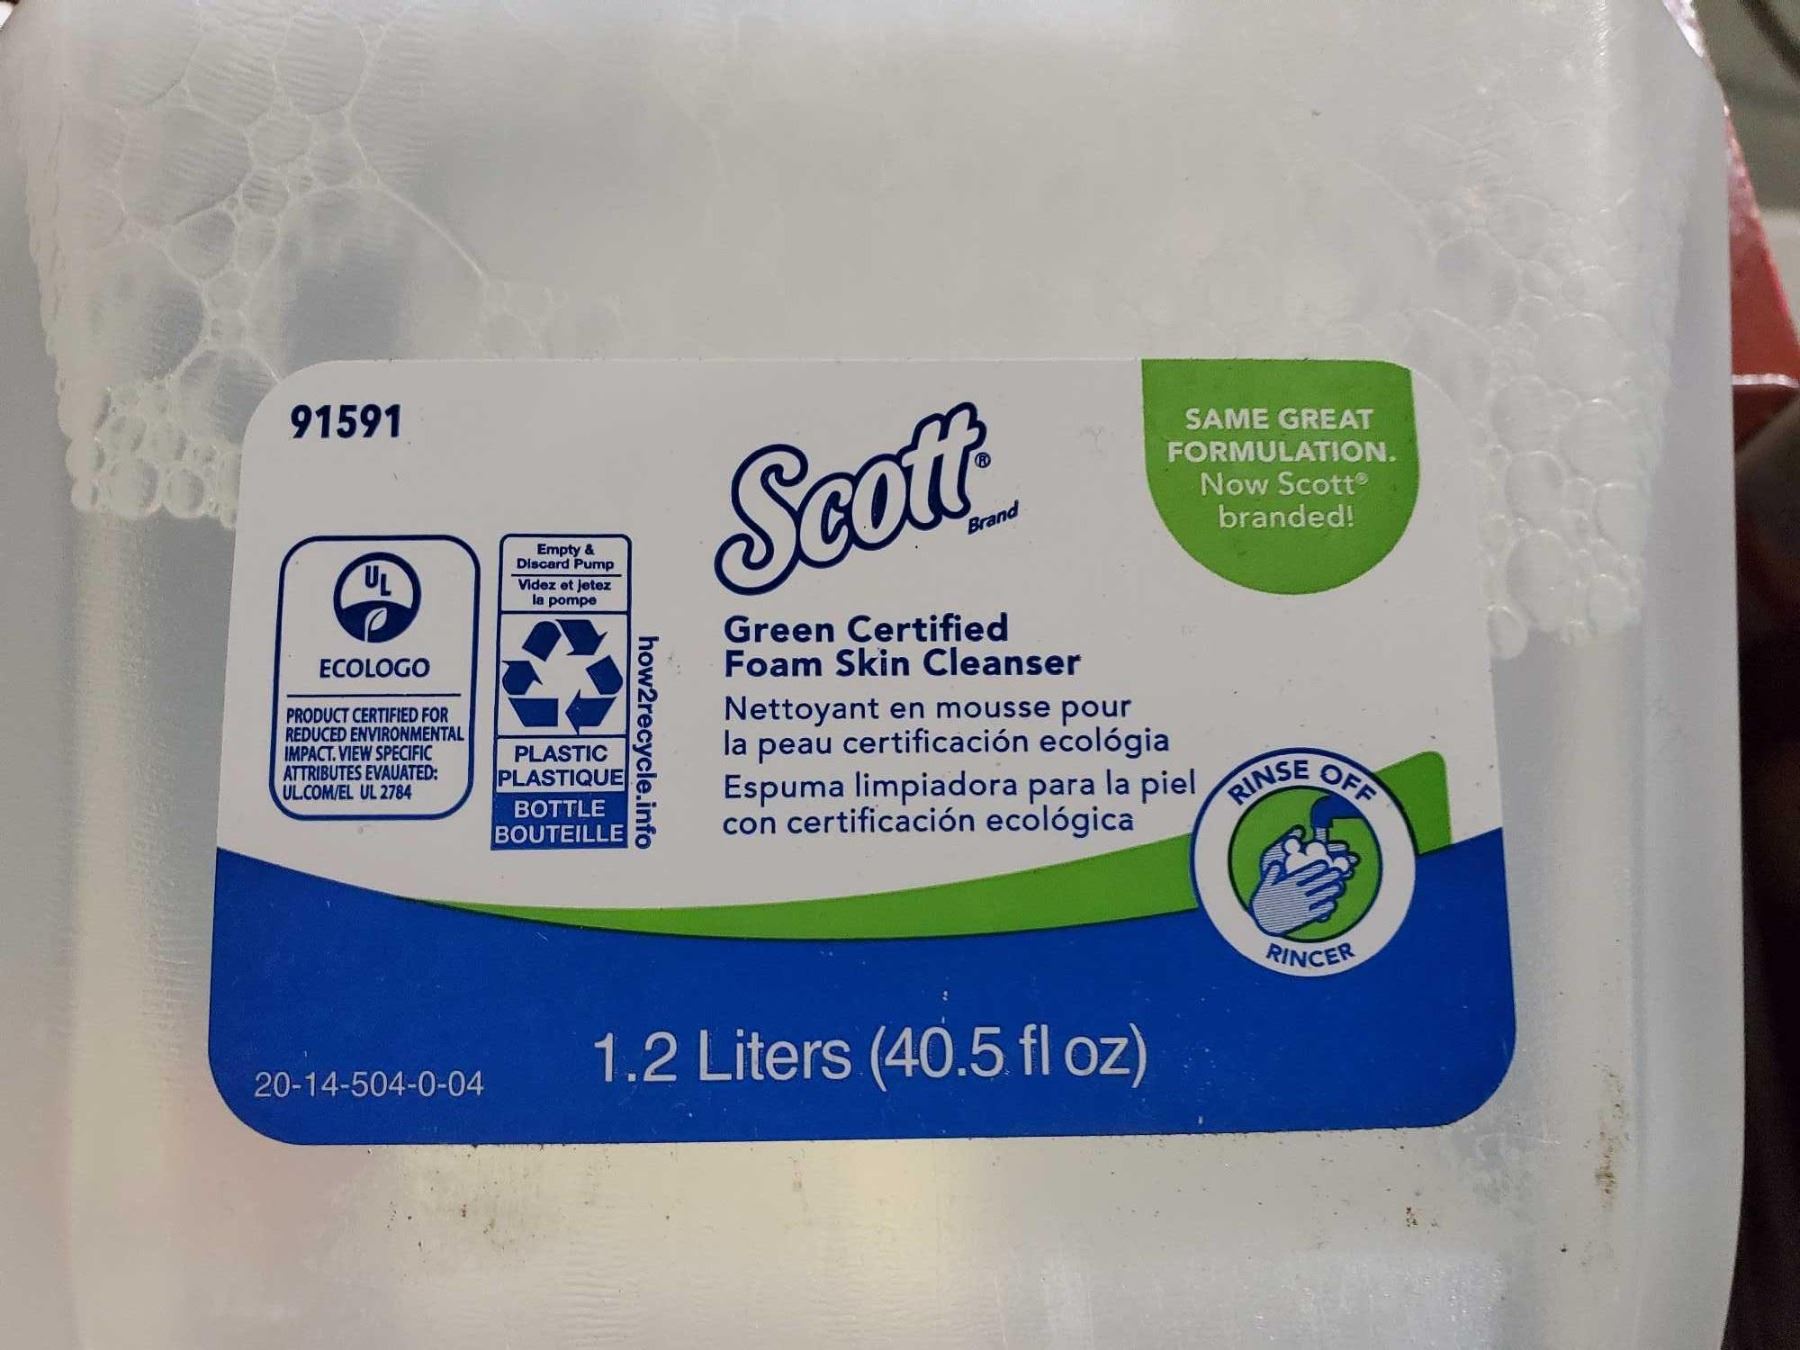 91591
Scott®
Brand
SAME GREAT
FORMULATION.
Now Scott®
branded!
UL
ECOLOGO
PRODUCT CERTIFIED FOR
REDUCED ENVIRONMENTAL
IMPACT. VIEW SPECIFIC
ATTRIBUTES EVAUATED:
UL.COM/EL UL 2784
Empty &
Discard Pump
Videz et jetez
la pompe
PLASTIC
PLASTIQUE
BOTTLE
BOUTEILLE
how2recycle.info
Green Certified
Foam Skin Cleanser
Nettoyant en mousse pour
la peau certificación ecológia
Espuma limpiadora para la piel
con certificación ecológica
RINSE OFF
RINCER
1.2 Liters (40.5 fl oz)
20-14-504-0-04